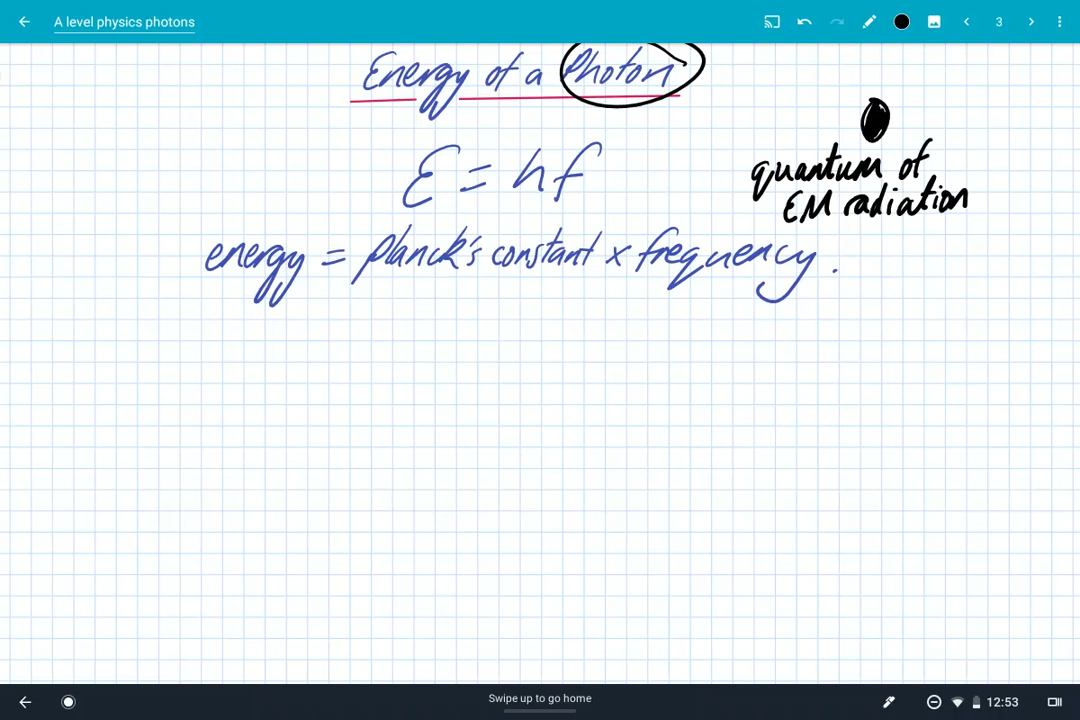 A level physics photons
3
Energy of a Photon
E = hf
quantum of
EM radiation
energy = Planck's constant x frequency.
Swipe up to go home
12:53